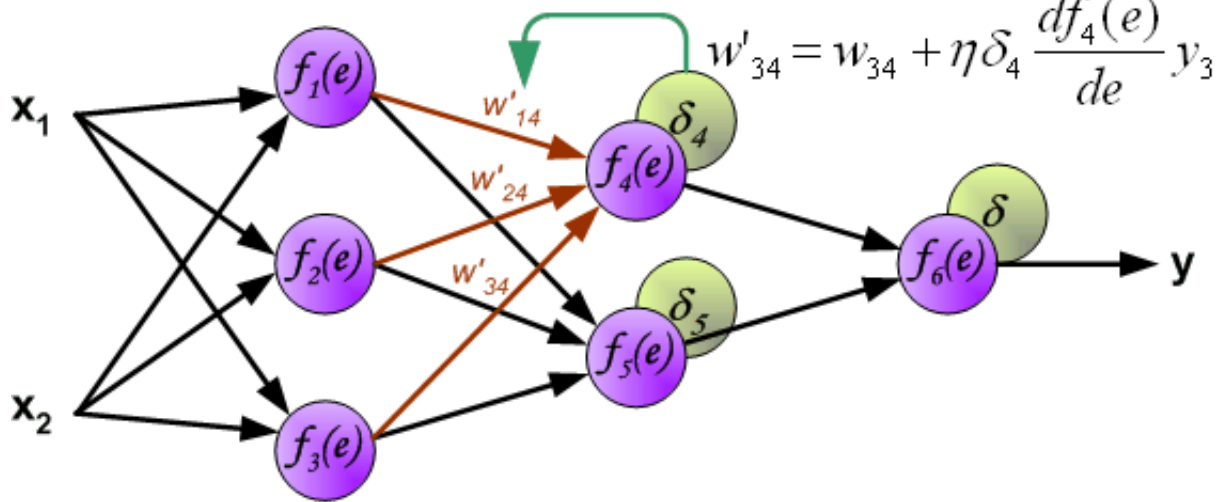 w'₃₄ = w₃₄ + ηδ₄ df₄(e)/de y₃
x₁
x₂
f₁(e)
f₂(e)
f₃(e)
w'₁₄
w'₂₄
w'₃₄
δ₄
f₄(e)
δ₅
f₅(e)
δ
f₆(e)
y